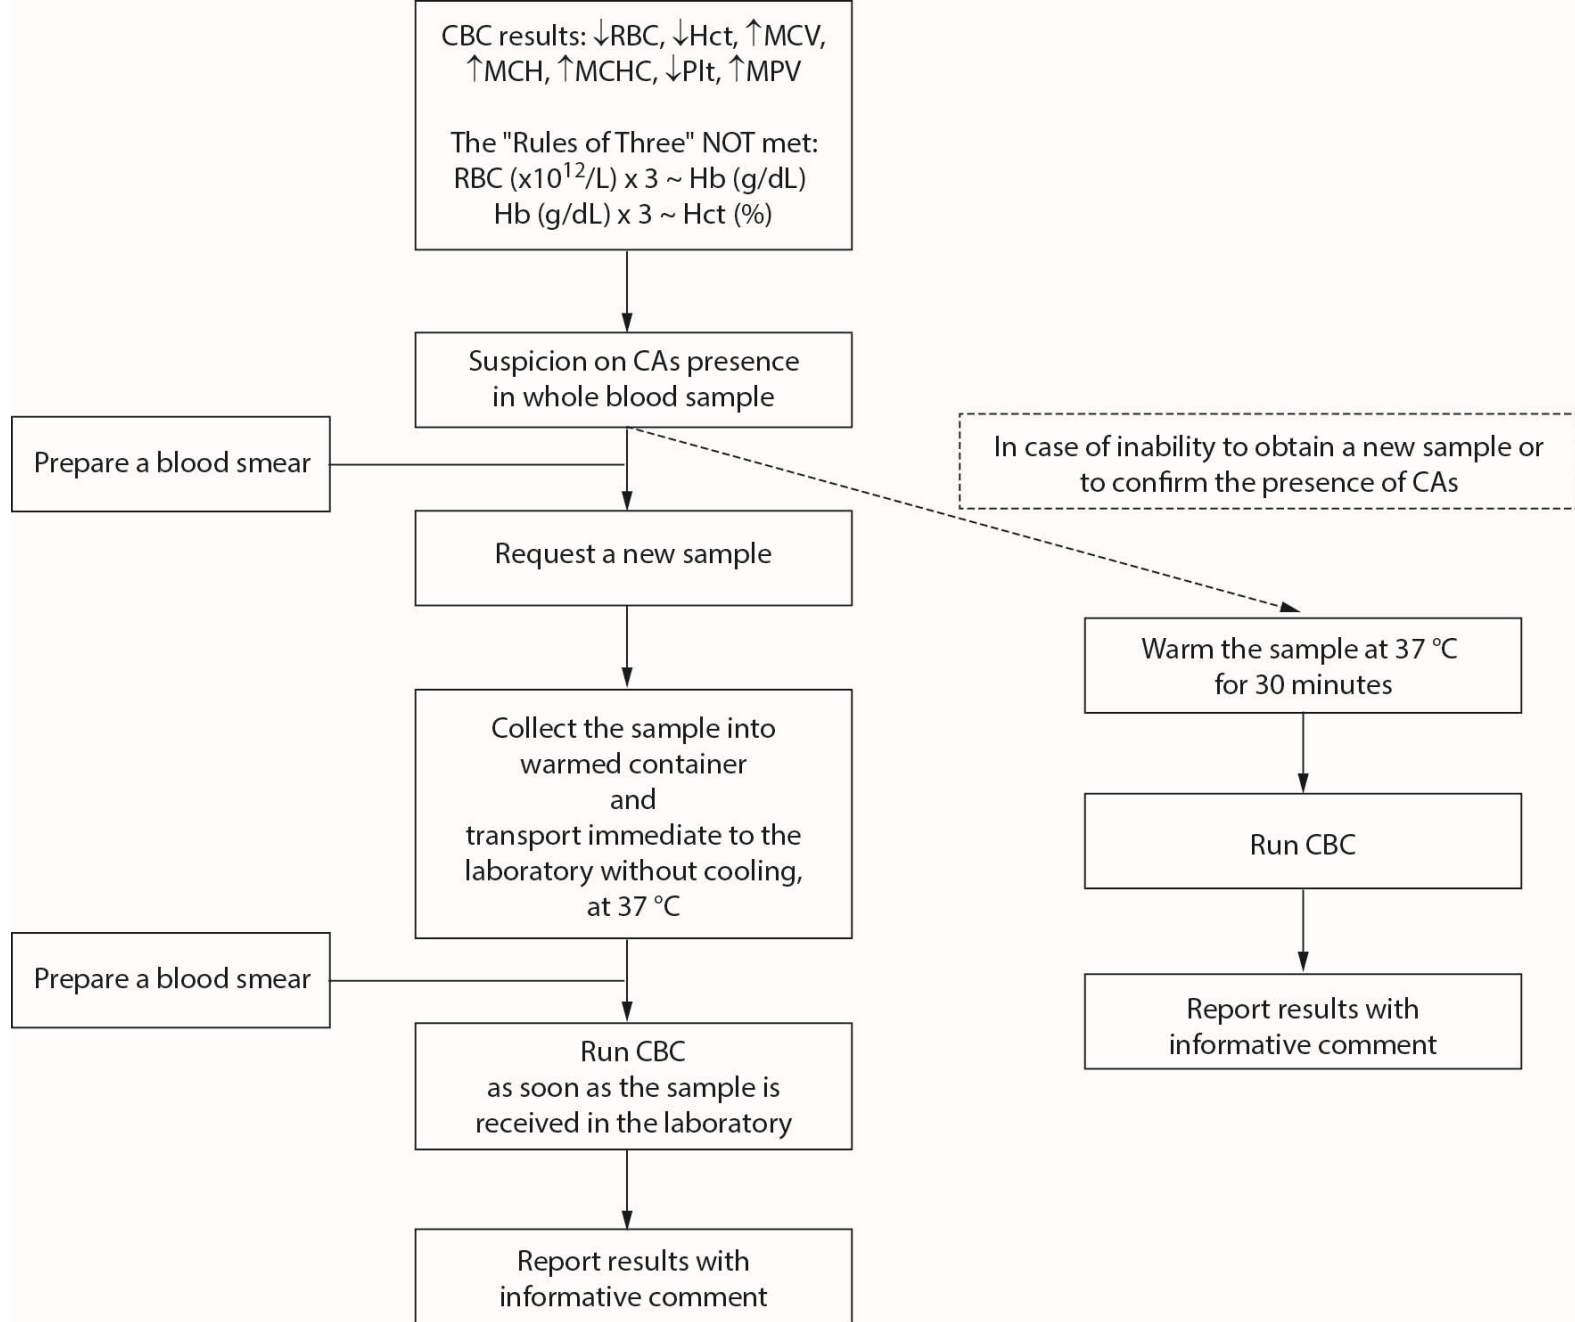 CBC results: ↓RBC, ↓Hct, ↑MCV,
↑MCH, ↑MCHC, ↓Plt, ↑MPV
The "Rules of Three" NOT met:
RBC (x10¹²/L) x 3 ~ Hb (g/dL)
Hb (g/dL) x 3 ~ Hct (%)
Suspicion on CAs presence
in whole blood sample
Prepare a blood smear
In case of inability to obtain a new sample or
to confirm the presence of CAs
Request a new sample
Warm the sample at 37 °C
for 30 minutes
Collect the sample into
warmed container
and
transport immediate to the
laboratory without cooling,
at 37 °C
Run CBC
Prepare a blood smear
Report results with
informative comment
Run CBC
as soon as the sample is
received in the laboratory
Report results with
informative comment